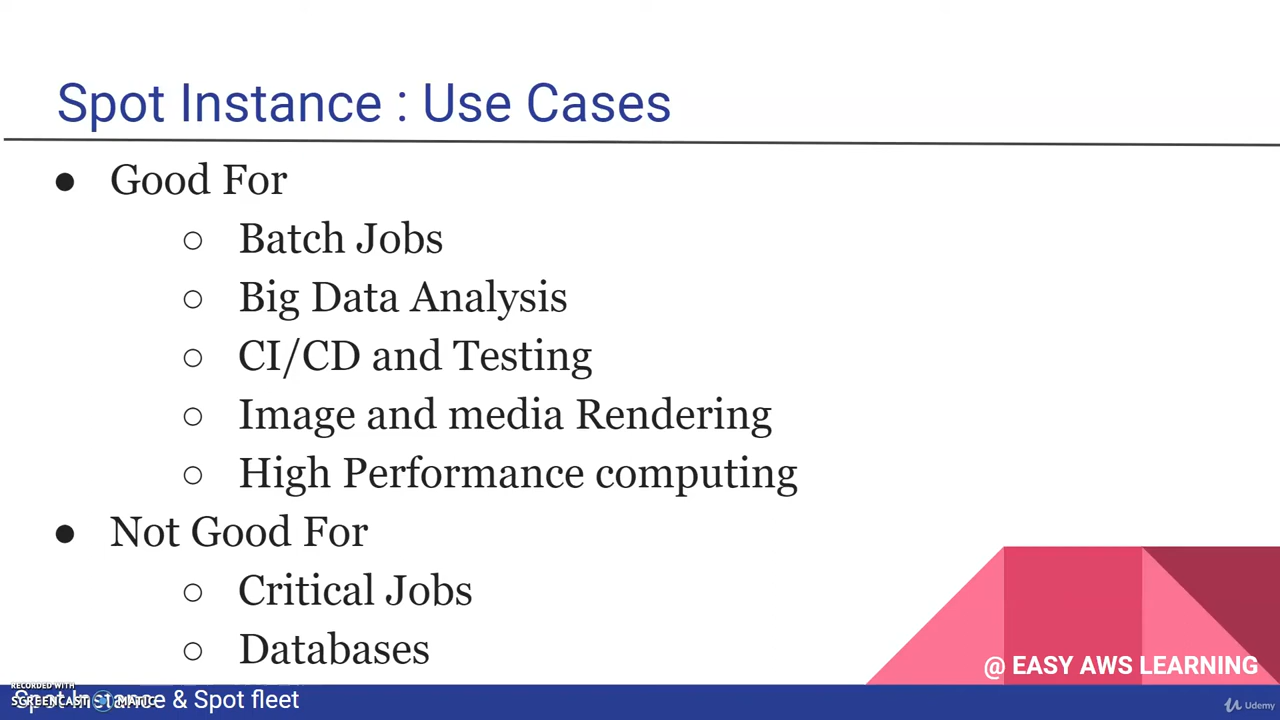 Spot Instance : Use Cases
● Good For
○ Batch Jobs
○ Big Data Analysis
○ CI/CD and Testing
○ Image and media Rendering
○ High Performance computing
● Not Good For
○ Critical Jobs
○ Databases
@ EASY AWS LEARNING
RECORDED WITH
SCREENCAST MATIC
Spot Instance & Spot fleet
Udemy